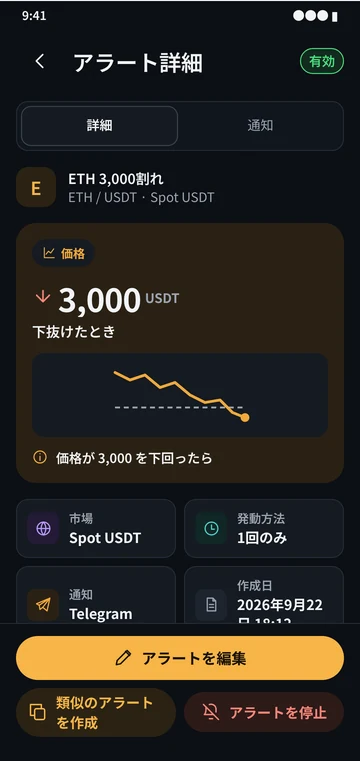 9:41
アラート詳細
有効
詳細
通知
E
ETH 3,000割れ
ETH / USDT · Spot USDT
価格
3,000 USDT
下抜けたとき
価格が 3,000 を下回ったら
市場
Spot USDT
発動方法
1回のみ
通知
Telegram
作成日
2026年9月22
日 18:12
アラートを編集
類似のアラート
を作成
アラートを停止